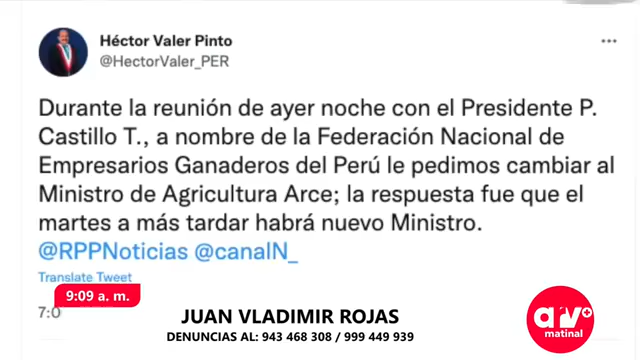 Héctor Valer Pinto
@HectorValer_PER
Durante la reunión de ayer noche con el Presidente P.
Castillo T., a nombre de la Federación Nacional de
Empresarios Ganaderos del Perú le pedimos cambiar al
Ministro de Agricultura Arce; la respuesta fue que el
martes a más tardar habrá nuevo Ministro.
@RPPNoticias @canalN_
Translate Tweet
9:09 a. m.
7:0
JUAN VLADIMIR ROJAS
DENUNCIAS AL: 943 468 308 / 999 449 939
matinal